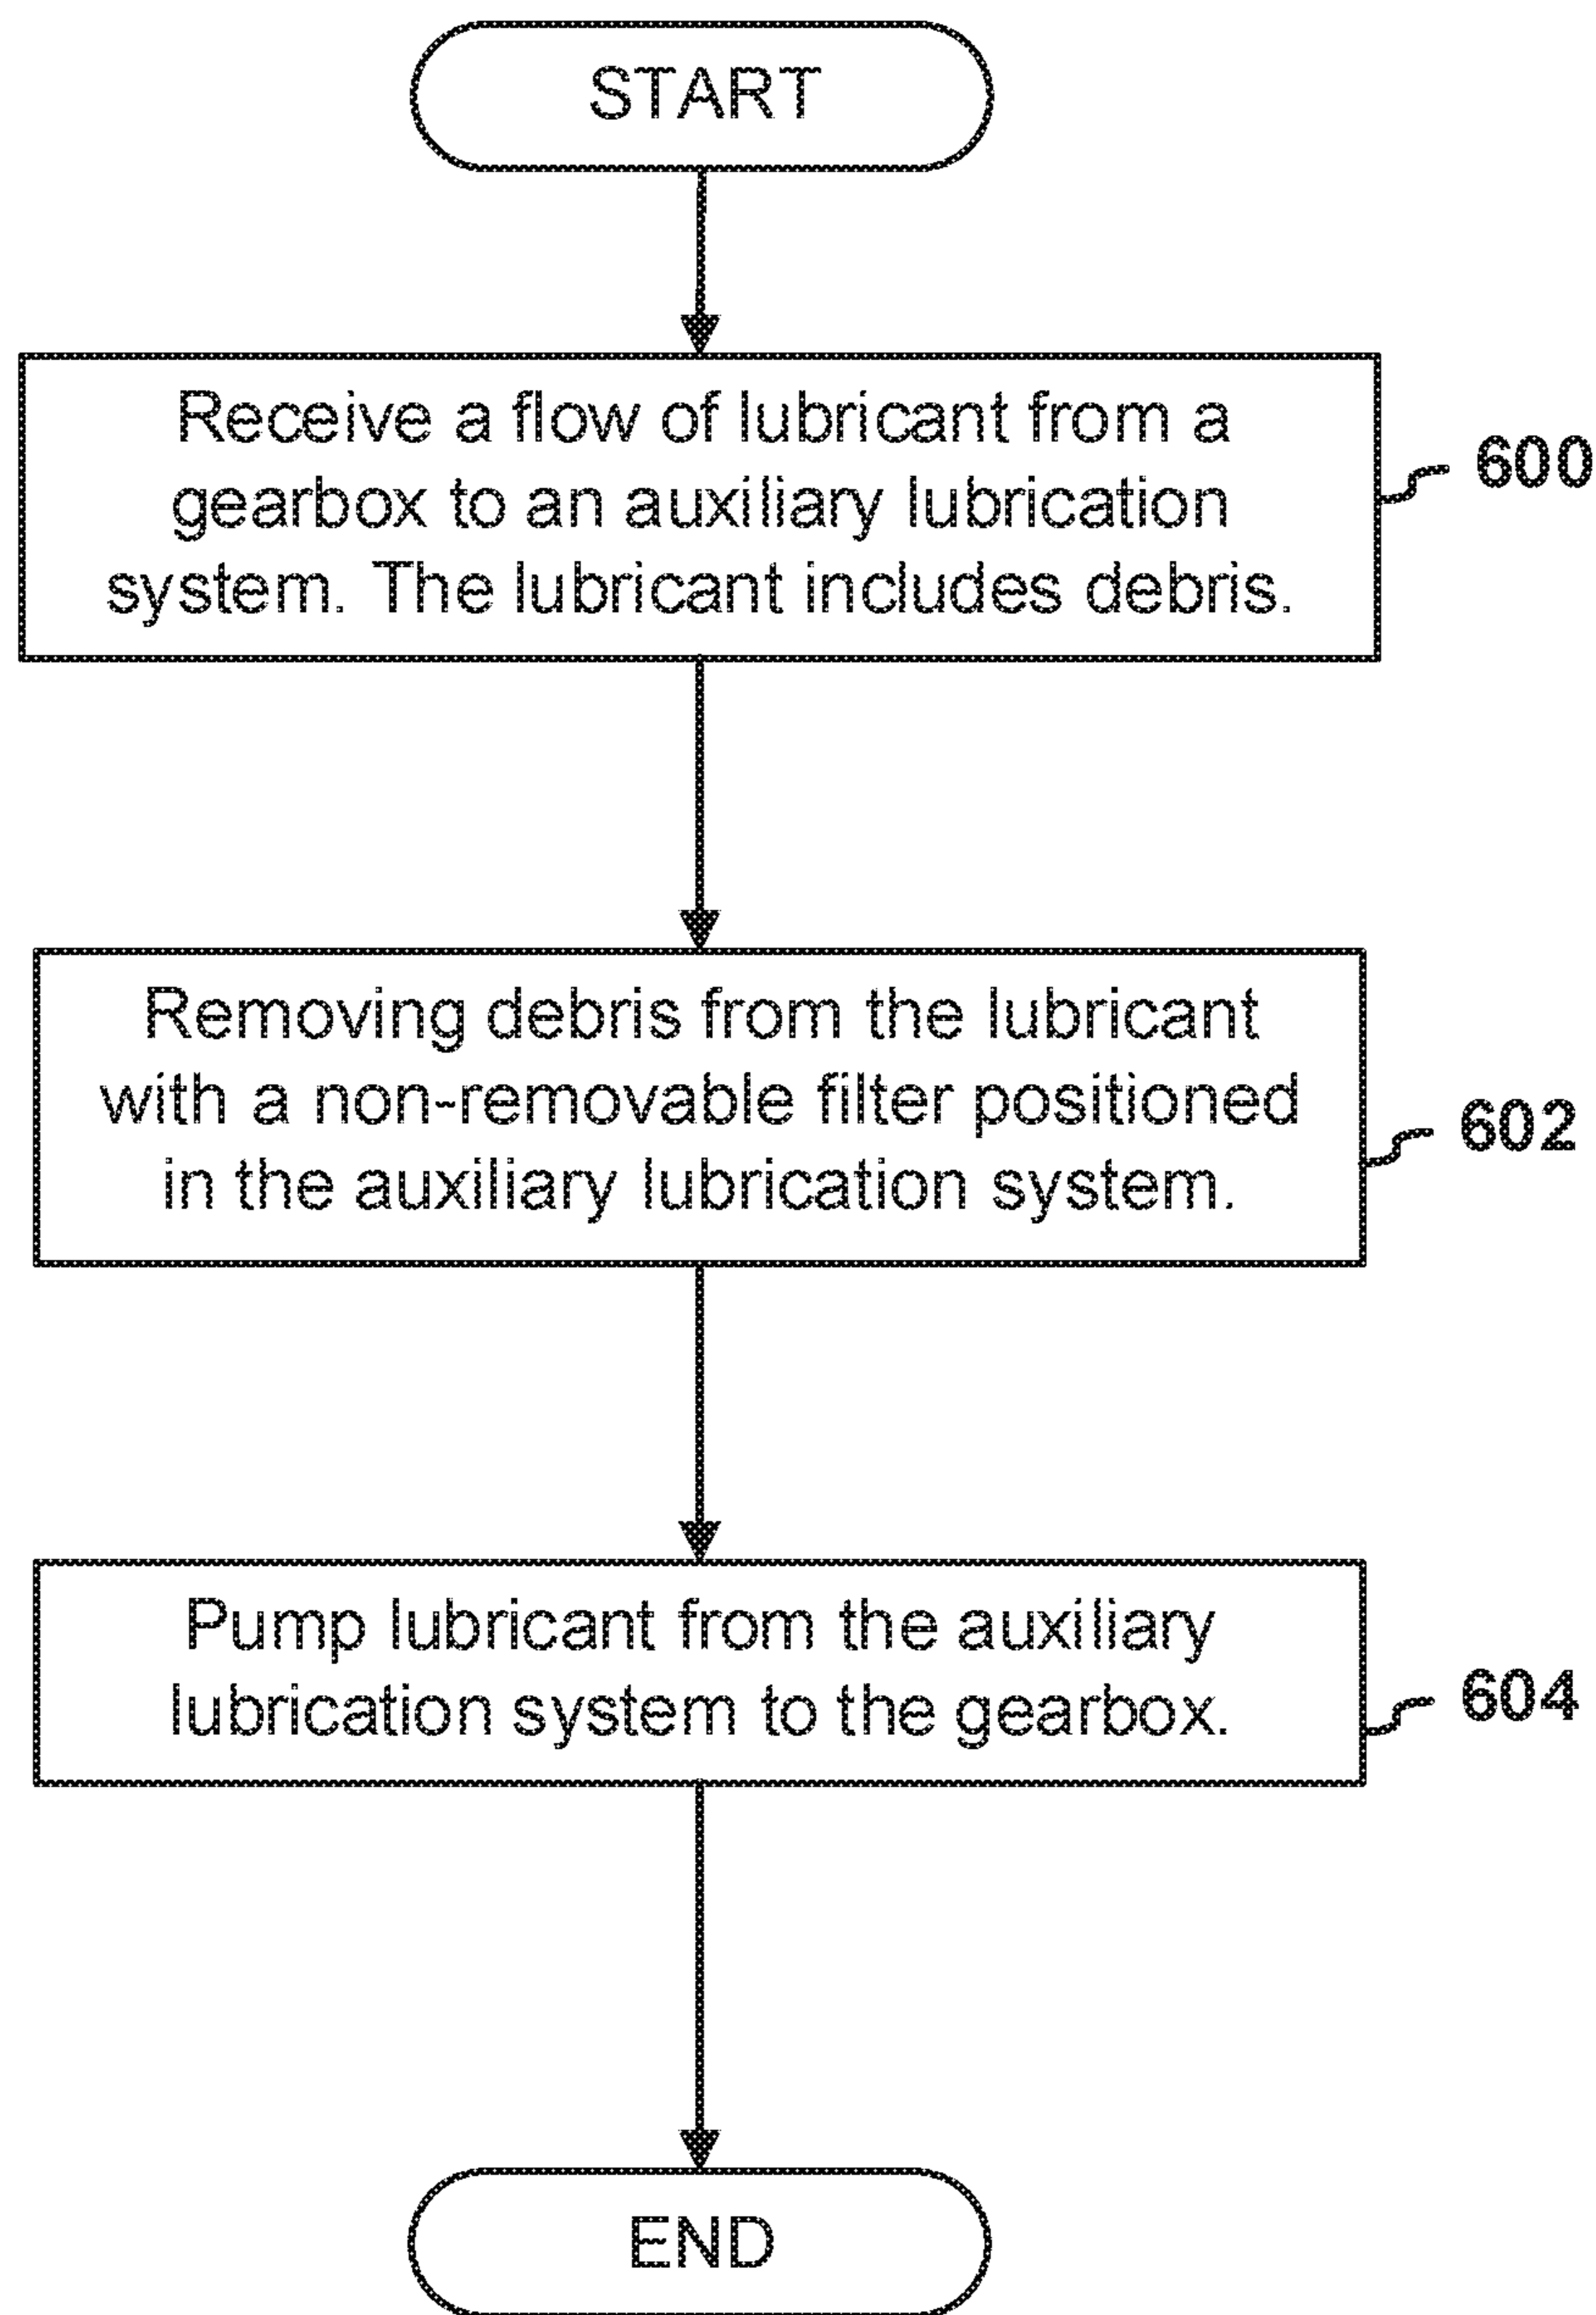 START
Receive a flow of lubricant from a
gearbox to an auxiliary lubrication
system. The lubricant includes debris.
600
Removing debris from the lubricant
with a non-removable filter positioned
in the auxiliary lubrication system.
602
Pump lubricant from the auxiliary
lubrication system to the gearbox.
604
END